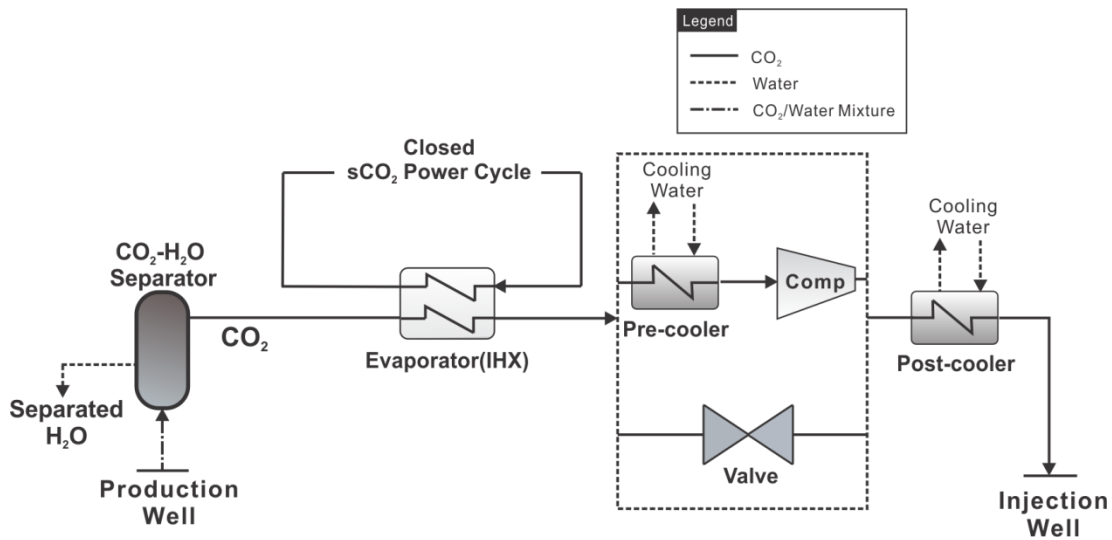 Legend
CO₂
Water
CO₂/Water Mixture
Closed
sCO₂ Power Cycle
Cooling
Water
Cooling
Water
CO₂-H₂O
Separator
Comp
CO₂
Pre-cooler
Evaporator(IHX)
Post-cooler
Separated
H₂O
Valve
Production
Well
Injection
Well